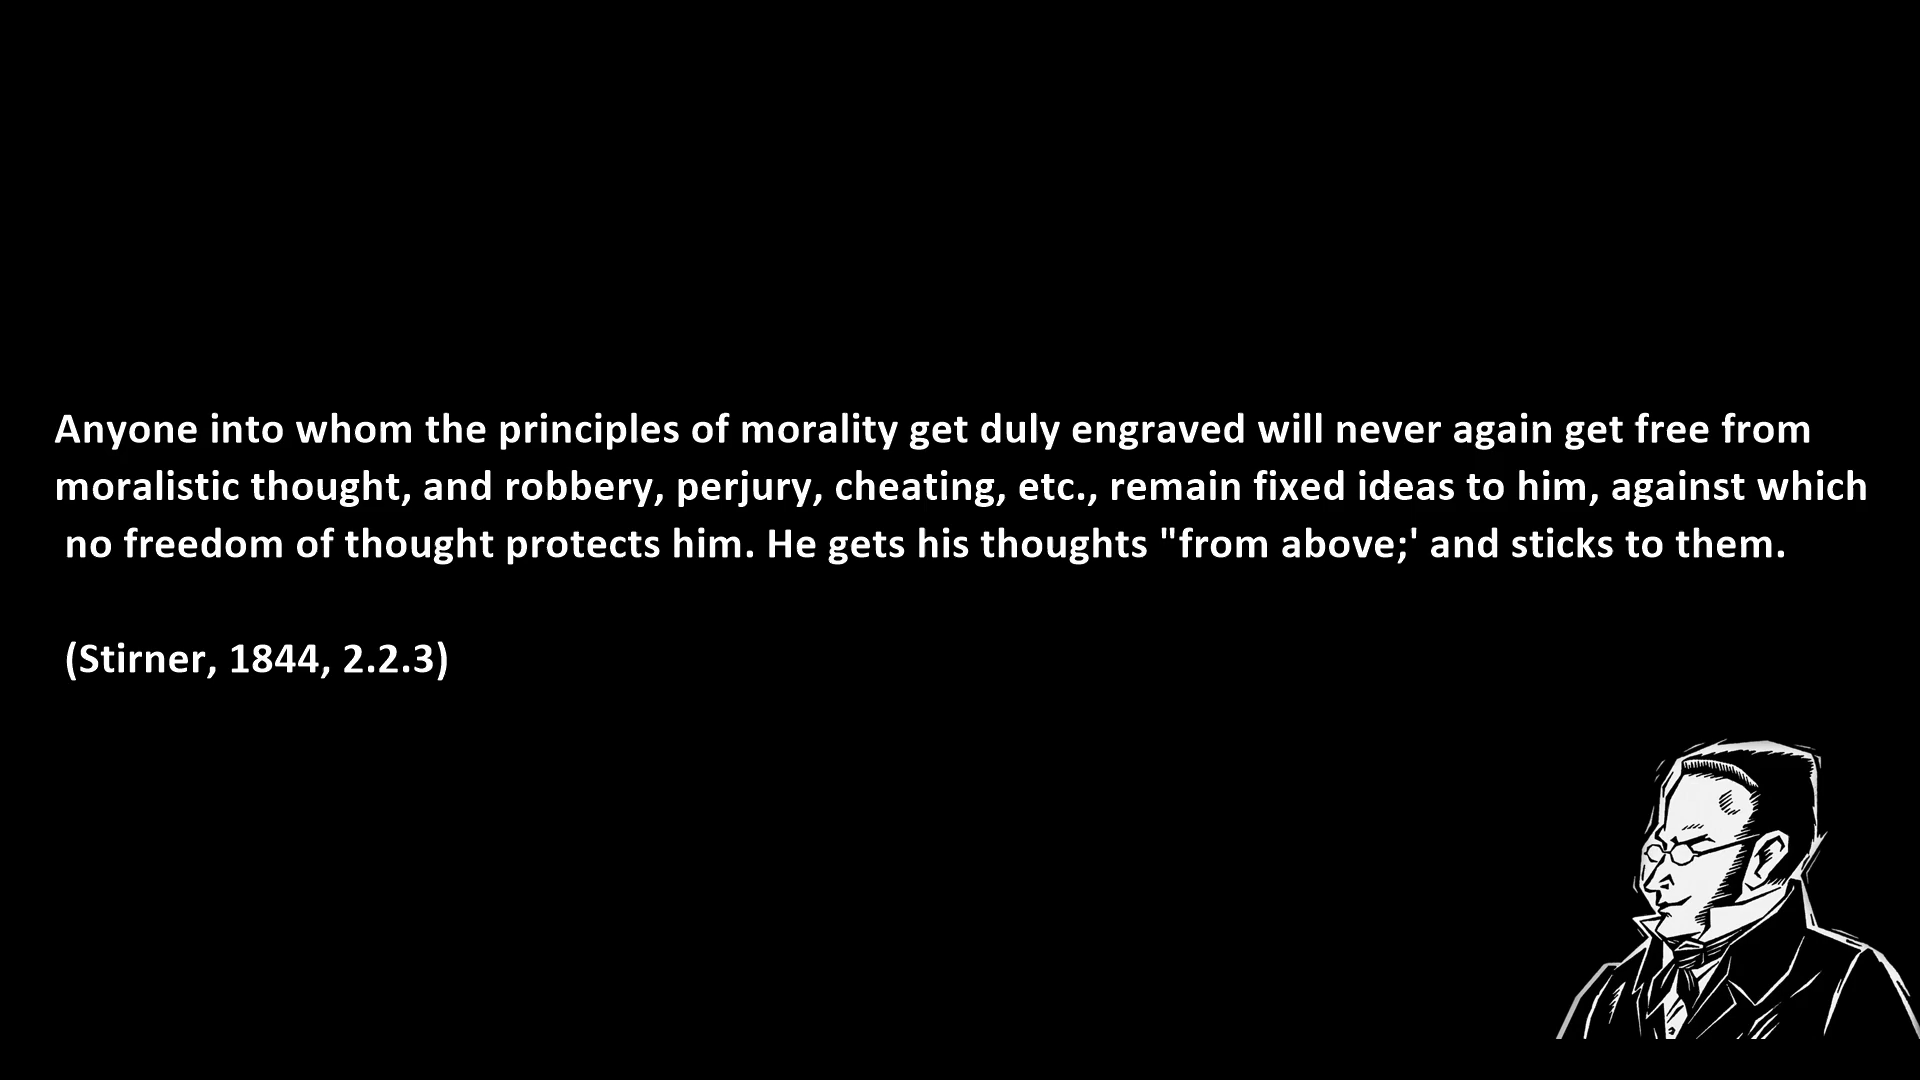 Anyone into whom the principles of morality get duly engraved will never again get free from
moralistic thought, and robbery, perjury, cheating, etc., remain fixed ideas to him, against which
no freedom of thought protects him. He gets his thoughts "from above;' and sticks to them.
(Stirner, 1844, 2.2.3)